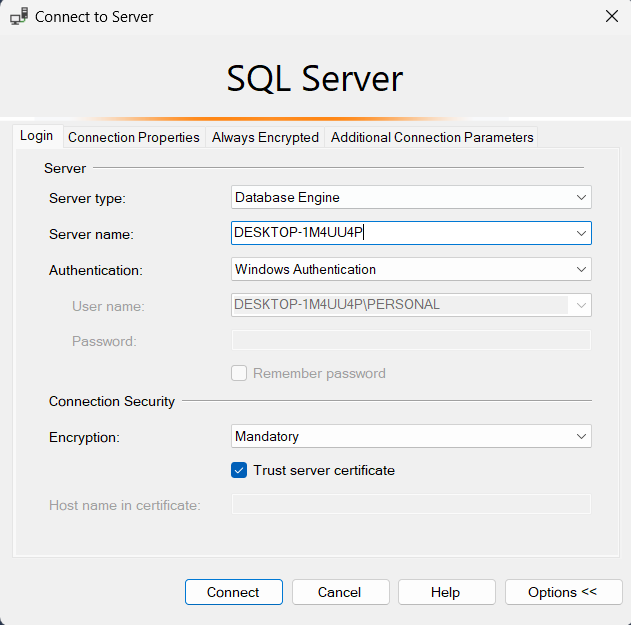 Connect to Server
SQL Server
Login Connection Properties Always Encrypted Additional Connection Parameters
Server
Server type: Database Engine
Server name: DESKTOP-1M4UU4P
Authentication: Windows Authentication
User name: DESKTOP-1M4UU4P\PERSONAL
Password:
Remember password
Connection Security
Encryption: Mandatory
Trust server certificate
Host name in certificate:
Connect Cancel Help Options <<